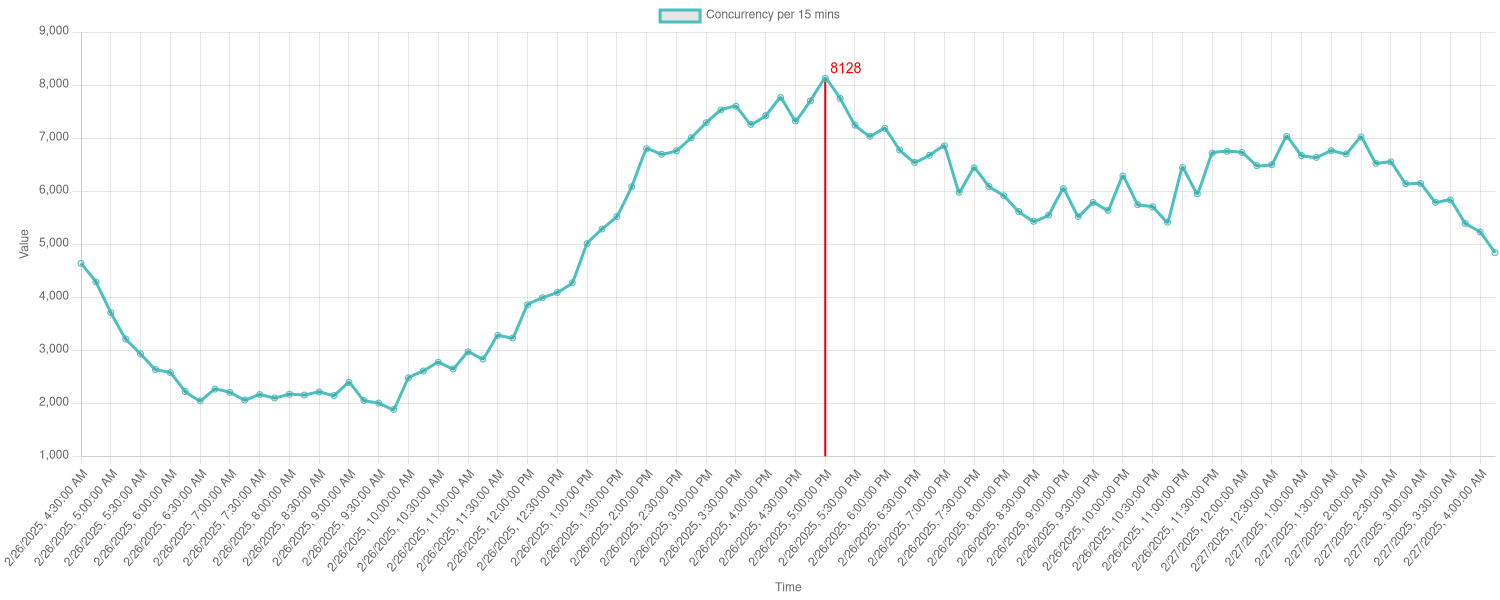 Concurrency per 15 mins
9,000
8,000
7,000
6,000
5,000
4,000
3,000
2,000
1,000
Value
8128
2/26/2025, 4:30:00 AM
2/26/2025, 5:00:00 AM
2/26/2025, 5:30:00 AM
2/26/2025, 6:00:00 AM
2/26/2025, 6:30:00 AM
2/26/2025, 7:00:00 AM
2/26/2025, 7:30:00 AM
2/26/2025, 8:00:00 AM
2/26/2025, 8:30:00 AM
2/26/2025, 9:00:00 AM
2/26/2025, 9:30:00 AM
2/26/2025, 10:00:00 AM
2/26/2025, 10:30:00 AM
2/26/2025, 11:00:00 AM
2/26/2025, 11:30:00 AM
2/26/2025, 12:00:00 PM
2/26/2025, 12:30:00 PM
2/26/2025, 1:00:00 PM
2/26/2025, 1:30:00 PM
2/26/2025, 2:00:00 PM
2/26/2025, 2:30:00 PM
2/26/2025, 3:00:00 PM
2/26/2025, 3:30:00 PM
2/26/2025, 4:00:00 PM
2/26/2025, 4:30:00 PM
2/26/2025, 5:00:00 PM
2/26/2025, 5:30:00 PM
2/26/2025, 6:00:00 PM
2/26/2025, 6:30:00 PM
2/26/2025, 7:00:00 PM
2/26/2025, 7:30:00 PM
2/26/2025, 8:00:00 PM
2/26/2025, 8:30:00 PM
2/26/2025, 9:00:00 PM
2/26/2025, 9:30:00 PM
2/26/2025, 10:00:00 PM
2/26/2025, 10:30:00 PM
2/26/2025, 11:00:00 PM
2/26/2025, 11:30:00 PM
2/27/2025, 12:00:00 AM
2/27/2025, 12:30:00 AM
2/27/2025, 1:00:00 AM
2/27/2025, 1:30:00 AM
2/27/2025, 2:00:00 AM
2/27/2025, 2:30:00 AM
2/27/2025, 3:00:00 AM
2/27/2025, 3:30:00 AM
2/27/2025, 4:00:00 AM
Time